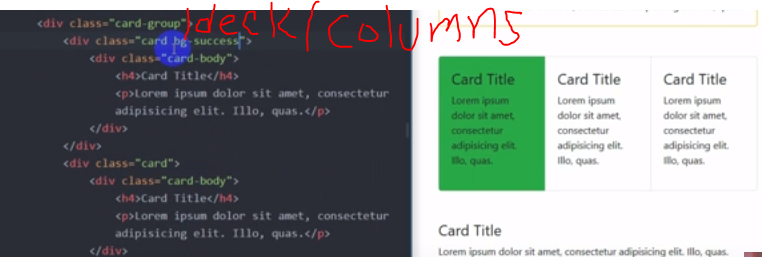 <div class="card-group">
/deck/columns
<div class="card bg-success">
<div class="card-body">
<h4>Card Title</h4>
<p>Lorem ipsum dolor sit amet, consectetur
adipisicing elit. Illo, quas.</p>
</div>
</div>
<div class="card">
<div class="card-body">
<h4>Card Title</h4>
<p>Lorem ipsum dolor sit amet, consectetur
adipisicing elit. Illo, quas.</p>
</div>
Card Title
Lorem ipsum
dolor sit amet,
consectetur
adipisicing elit.
Illo, quas.
Card Title
Lorem ipsum
dolor sit amet,
consectetur
adipisicing elit.
Illo, quas.
Card Title
Lorem ipsum
dolor sit amet,
consectetur
adipisicing elit.
Illo, quas.
Card Title
Lorem ipsum dolor sit amet, consectetur adipisicing elit. Illo, quas.